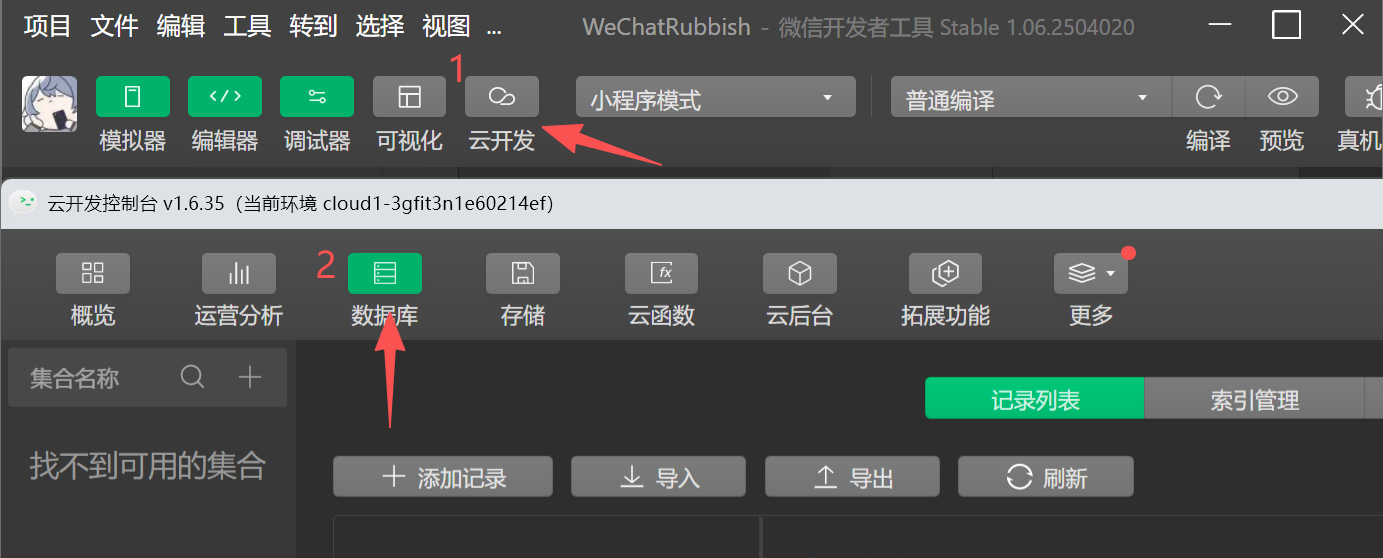 项目 文件 编辑 工具 转到 选择 视图 ... WeChatRubbish - 微信开发者工具 Stable 1.06.2504020
1
小程序模式 普通编译
模拟器 编辑器 调试器 可视化 云开发 编译 预览 真机
云开发控制台 v1.6.35（当前环境 cloud1-3gfit3n1e60214ef）
2
概览 运营分析 数据库 存储 云函数 云后台 拓展功能 更多
集合名称
记录列表 索引管理
找不到可用的集合
添加记录 导入 导出 刷新